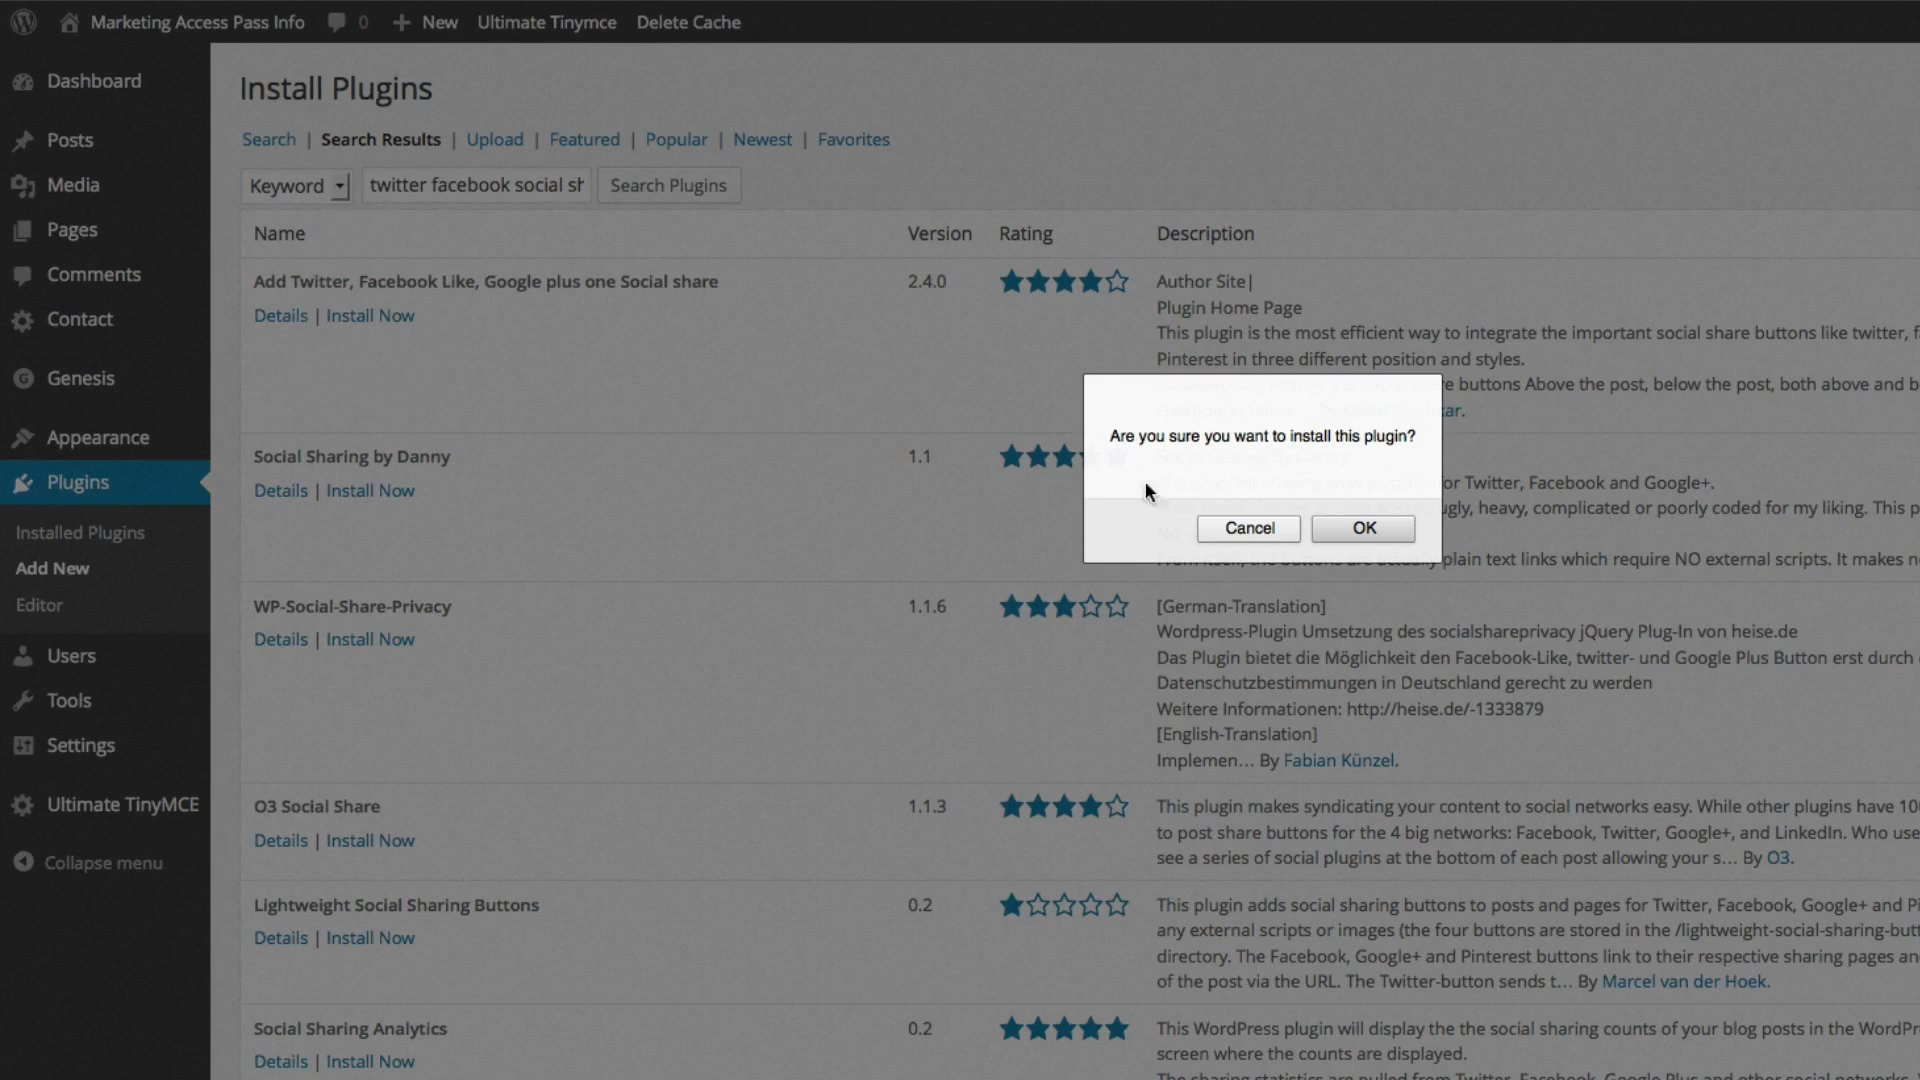 Marketing Access Pass Info 0 New Ultimate Tinymce Delete Cache
Dashboard
Posts
Media
Pages
Comments
Contact
Genesis
Appearance
Plugins
Installed Plugins
Add New
Editor
Users
Tools
Settings
Ultimate TinyMCE
Collapse menu
Install Plugins
Search | Search Results | Upload | Featured | Popular | Newest | Favorites
Keyword twitter facebook social sh Search Plugins
Name Version Rating Description
Add Twitter, Facebook Like, Google plus one Social share 2.4.0 Author Site|
Details | Install Now
Plugin Home Page
This plugin is the most efficient way to integrate the important social share buttons like twitter, f
Pinterest in three different position and styles.
buttons Above the post, below the post, both above and b
ar.
Are you sure you want to install this plugin?
Cancel OK
Social Sharing by Danny 1.1
Details | Install Now
or Twitter, Facebook and Google+.
ugly, heavy, complicated or poorly coded for my liking. This p
plain text links which require NO external scripts. It makes n
WP-Social-Share-Privacy 1.1.6 [German-Translation]
Details | Install Now
Wordpress-Plugin Umsetzung des socialshareprivacy jQuery Plug-In von heise.de
Das Plugin bietet die Möglichkeit den Facebook-Like, twitter- und Google Plus Button erst durch
Datenschutzbestimmungen in Deutschland gerecht zu werden
Weitere Informationen: http://heise.de/-1333879
[English-Translation]
Implemen... By Fabian Künzel.
O3 Social Share 1.1.3 This plugin makes syndicating your content to social networks easy. While other plugins have 10
Details | Install Now
to post share buttons for the 4 big networks: Facebook, Twitter, Google+, and LinkedIn. Who use
see a series of social plugins at the bottom of each post allowing your s... By O3.
Lightweight Social Sharing Buttons 0.2 This plugin adds social sharing buttons to posts and pages for Twitter, Facebook, Google+ and Pi
Details | Install Now
any external scripts or images (the four buttons are stored in the /lightweight-social-sharing-butt
directory. The Facebook, Google+ and Pinterest buttons link to their respective sharing pages an
of the post via the URL. The Twitter-button sends t... By Marcel van der Hoek.
Social Sharing Analytics 0.2 This WordPress plugin will display the the social sharing counts of your blog posts in the WordPr
Details | Install Now
screen where the counts are displayed.
The sharing statistics are pulled from Twitter, Facebook, Google Plus and other social networks.